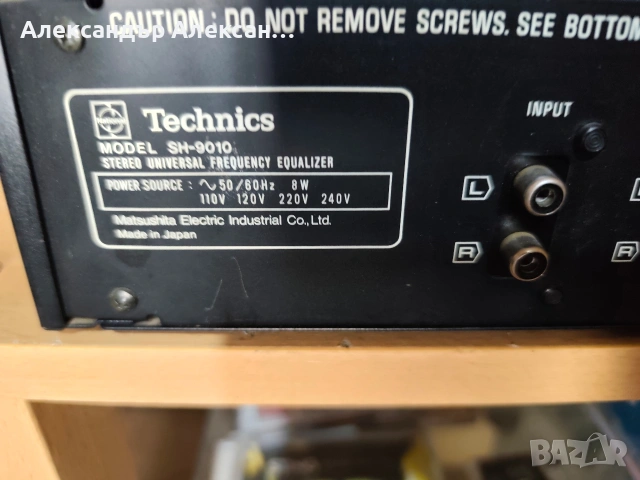 CAUTION : DO NOT REMOVE SCREWS. SEE BOTTOM
Александър Алексан...
Technics
MODEL SH-9010
STEREO UNIVERSAL FREQUENCY EQUALIZER
POWER SOURCE : ∿ 50/60Hz 8W
110V 120V 220V 240V
Matsushita Electric Industrial Co., Ltd.
Made in Japan
INPUT
L
R
R
BAZAR